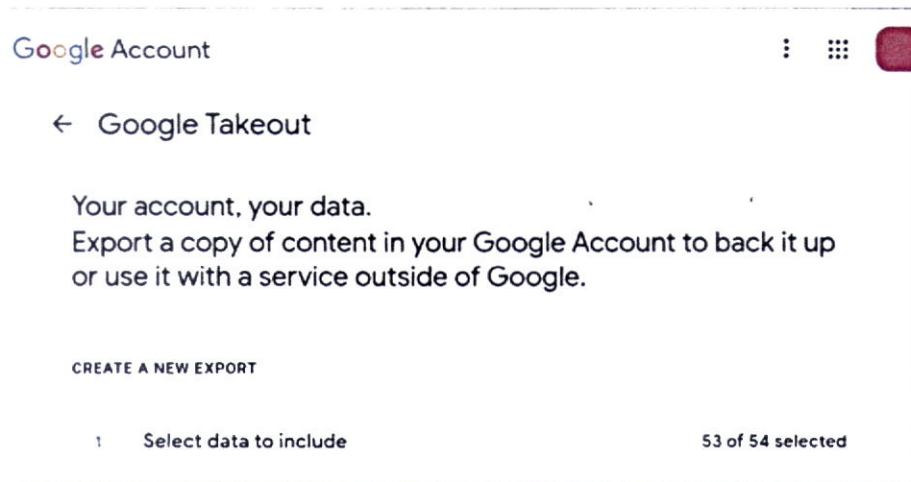 Google Account
← Google Takeout
Your account, your data.
Export a copy of content in your Google Account to back it up
or use it with a service outside of Google.
CREATE A NEW EXPORT
1 Select data to include 53 of 54 selected